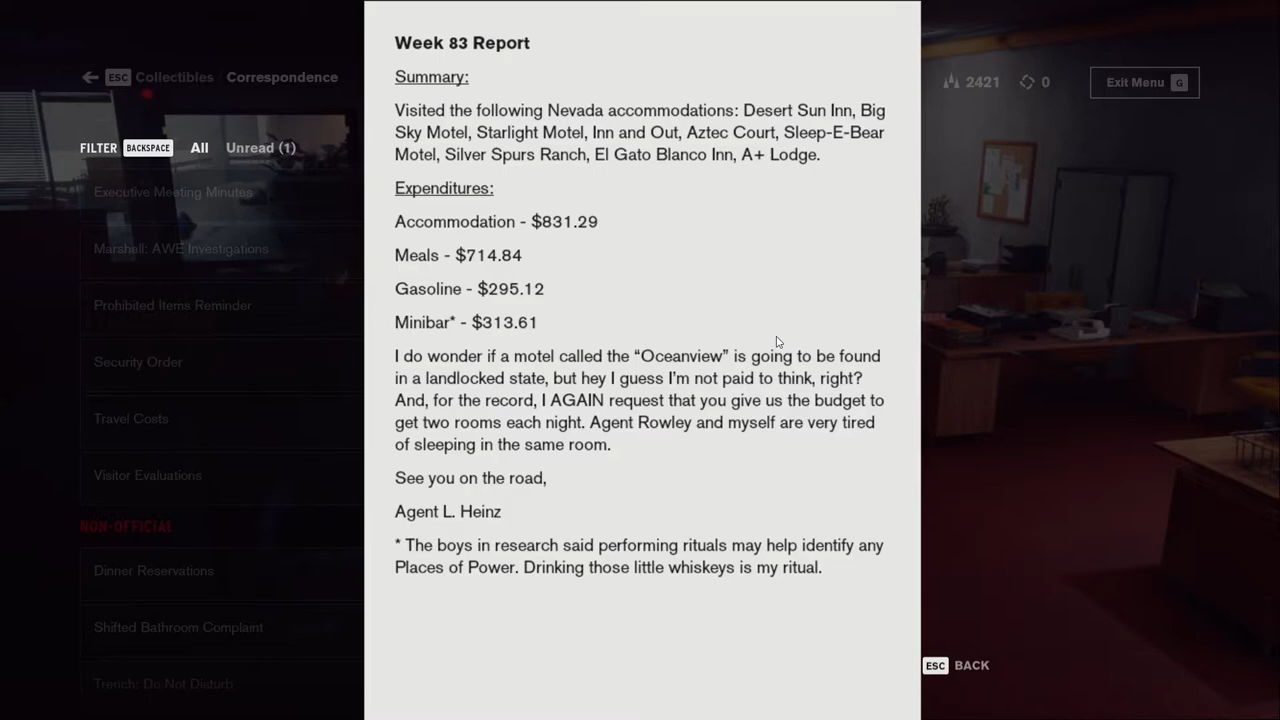 Week 83 Report
Summary:
Visited the following Nevada accommodations: Desert Sun Inn, Big
Sky Motel, Starlight Motel, Inn and Out, Aztec Court, Sleep-E-Bear
Motel, Silver Spurs Ranch, El Gato Blanco Inn, A+ Lodge.
Expenditures:
Accommodation - $831.29
Meals - $714.84
Gasoline - $295.12
Minibar* - $313.61
I do wonder if a motel called the “Oceanview” is going to be found
in a landlocked state, but hey I guess I’m not paid to think, right?
And, for the record, I AGAIN request that you give us the budget to
get two rooms each night. Agent Rowley and myself are very tired
of sleeping in the same room.
See you on the road,
Agent L. Heinz
* The boys in research said performing rituals may help identify any
Places of Power. Drinking those little whiskeys is my ritual.
ESC Collectibles Correspondence
FILTER BACKSPACE All Unread (1)
Executive Meeting Minutes
Marshall: AWE Investigations
Prohibited Items Reminder
Security Order
Travel Costs
Visitor Evaluations
NON-OFFICIAL
Dinner Reservations
Shifted Bathroom Complaint
Trench: Do Not Disturb
2421 0 Exit Menu G
ESC BACK